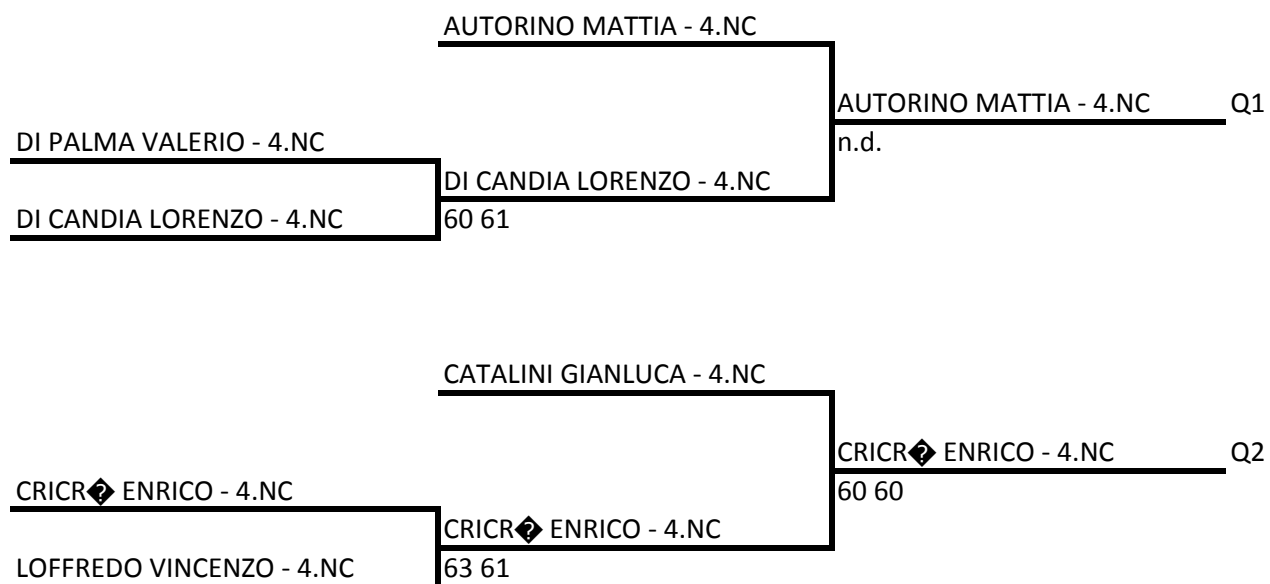 AUTORINO MATTIA - 4.NC
AUTORINO MATTIA - 4.NC Q1
DI PALMA VALERIO - 4.NC n.d.
DI CANDIA LORENZO - 4.NC
DI CANDIA LORENZO - 4.NC 60 61
CATALINI GIANLUCA - 4.NC
CRICR� ENRICO - 4.NC Q2
CRICR� ENRICO - 4.NC 60 60
CRICR� ENRICO - 4.NC
LOFFREDO VINCENZO - 4.NC 63 61